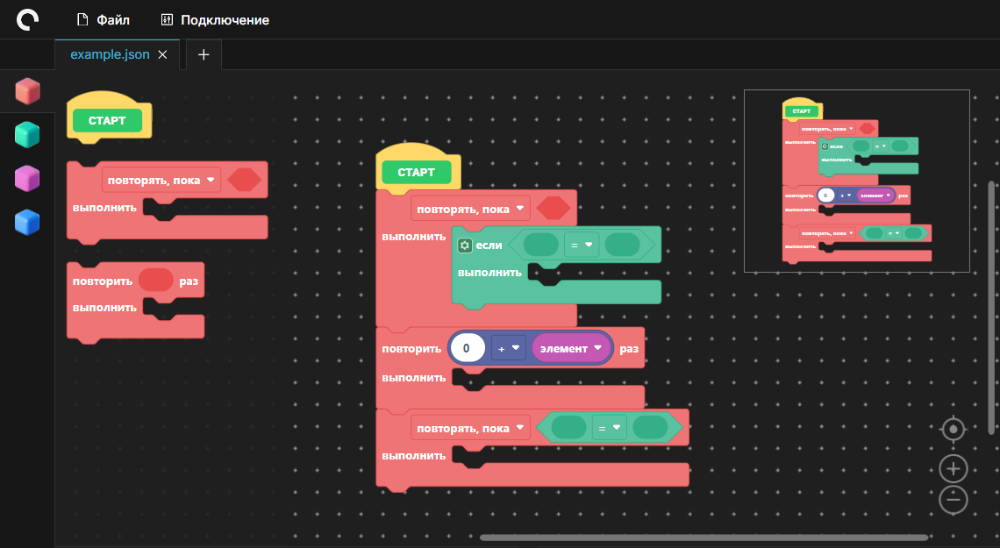 Файл
Подключение
example.json
СТАРТ
повторять, пока
выполнить
повторить раз
выполнить
СТАРТ
повторять, пока
выполнить
если =
выполнить
повторить 0 + элемент раз
выполнить
повторять, пока =
выполнить
СТАРТ
повторять, пока
выполнить
если =
выполнить
повторить 0 + элемент раз
выполнить
повторять, пока =
выполнить